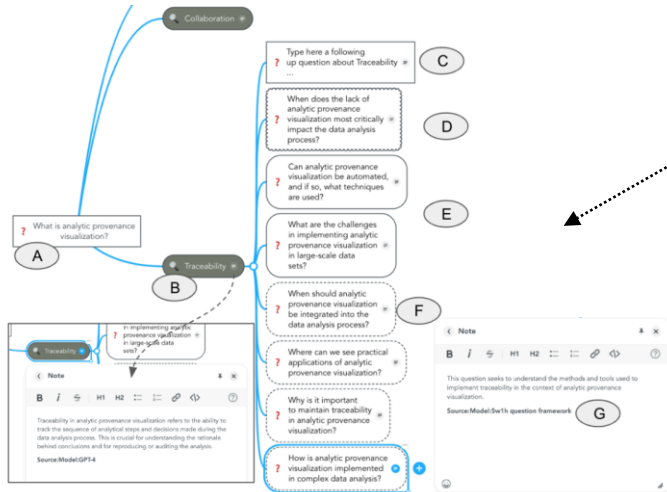 Collaboration
Type here a following
? up question about Traceability
...
C
When does the lack of
analytic provenance
? visualization most critically
impact the data analysis
process?
D
Can analytic provenance
? visualization be automated,
and if so, what techniques
are used?
E
What are the challenges
in implementing analytic
? provenance visualization
in large-scale data
sets?
? What is analytic provenance
visualization?
A
Traceability
B
When should analytic
? provenance visualization
be integrated into the
data analysis process?
F
Where can we see practical
? applications of analytic
provenance visualization?
Why is it important
? to maintain traceability
in analytic provenance
visualization?
How is analytic provenance
? visualization implemented
in complex data analysis?
in implementing analytic
? provenance visualization
in large-scale data
sets?
Traceability
Note
B i S H1 H2
Traceability in analytic provenance visualization refers to the ability to
track the sequence of analytical steps and decisions made during the
data analysis process. This is crucial for understanding the rationale
behind conclusions and for reproducing or auditing the analysis.
Source:Model:GPT-4
Note
B i S H1 H2
This question seeks to understand the methods and tools used to
implement traceability in the context of analytic provenance
visualization.
Source:Model:5w1h question framework
G